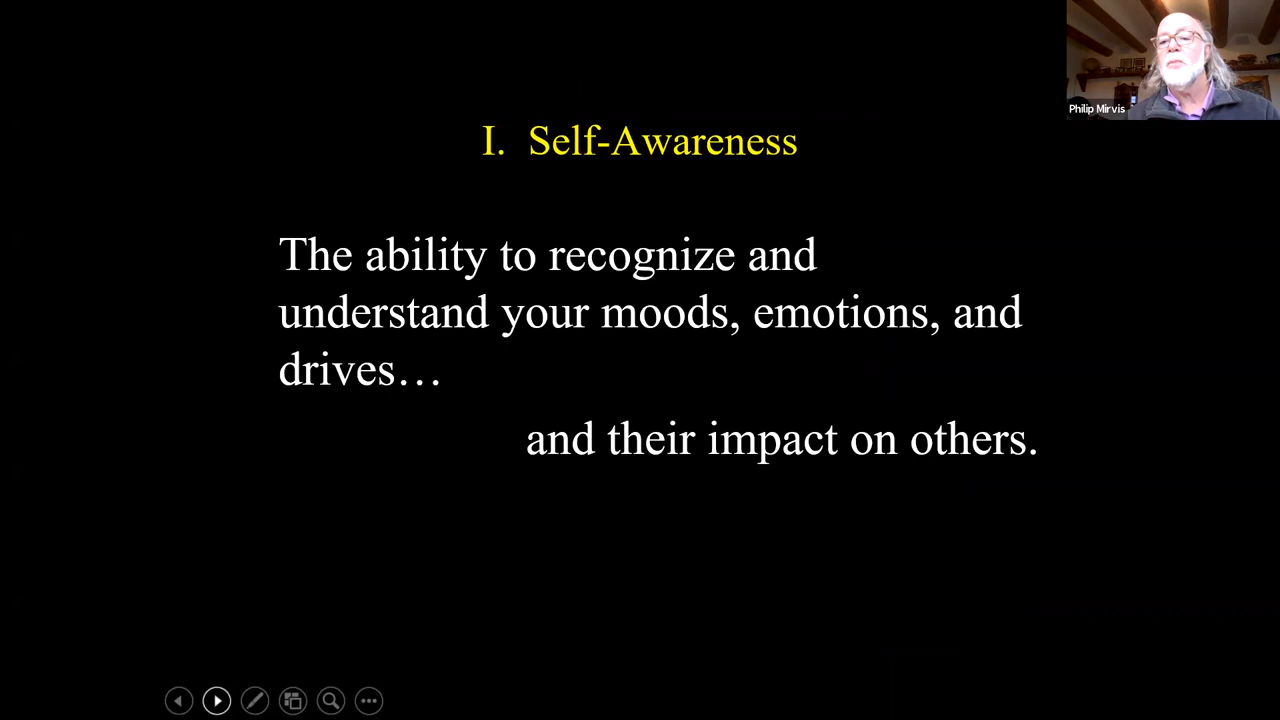 Philip Mirvis
I. Self-Awareness
The ability to recognize and
understand your moods, emotions, and
drives…
and their impact on others.